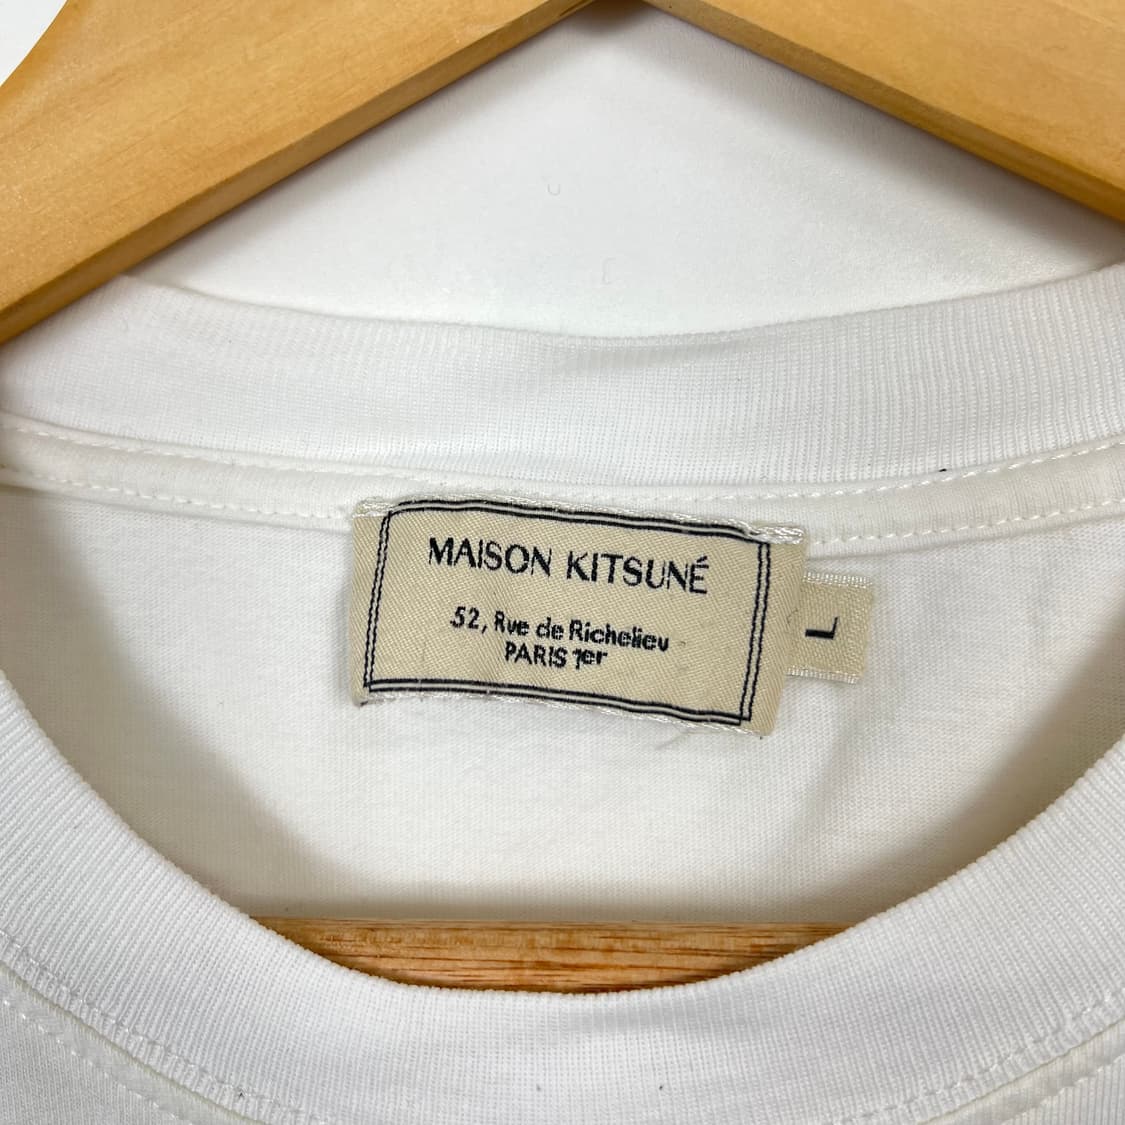 MAISON KITSUNÉ
52, Rue de Richelieu
PARIS 1er
L